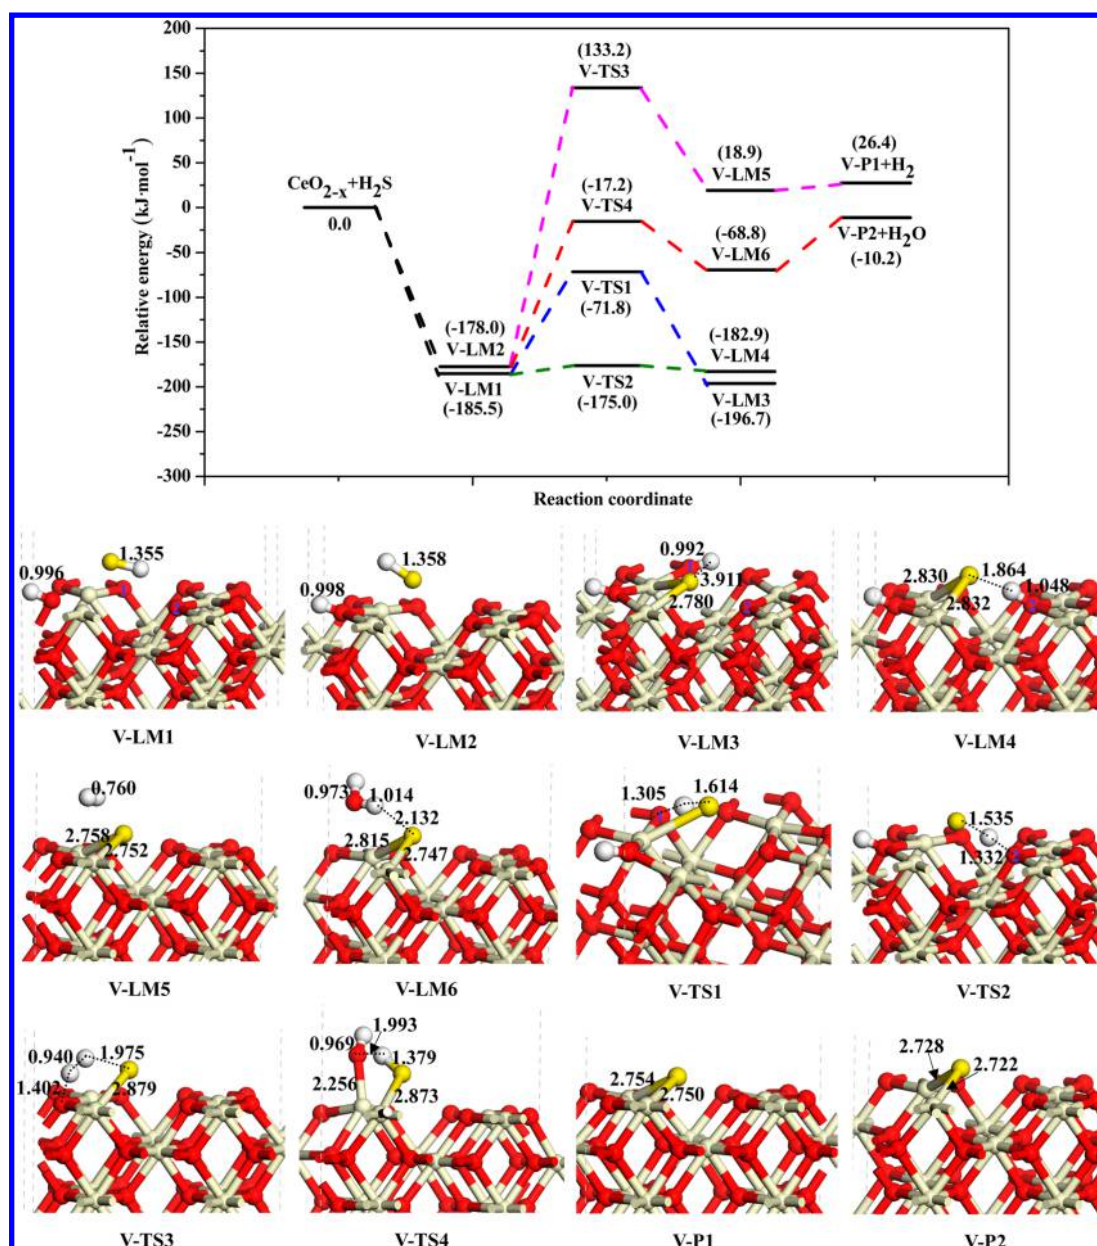 200
150
100
50
0
-50
-100
-150
-200
-250
-300
Relative energy (kJ·mol⁻¹)
Reaction coordinate
(133.2)
V-TS3
(18.9)
V-LM5
(26.4)
V-P1+H₂
CeO₂₋ₓ+H₂S
0.0
(-17.2)
V-TS4
(-68.8)
V-LM6
V-P2+H₂O
(-10.2)
V-TS1
(-71.8)
(-178.0)
V-LM2
V-LM1
(-185.5)
V-TS2
(-175.0)
(-182.9)
V-LM4
V-LM3
(-196.7)
1.355
0.996
1
2
V-LM1
1.358
0.998
V-LM2
0.992
1
3.911
2.780
2
V-LM3
1.864
2.830
1.048
2.832
2
V-LM4
0.760
2.758
2.752
V-LM5
0.973
1.014
2.132
2.815
2.747
V-LM6
1.614
1.305
1
V-TS1
1.535
1.332
2
V-TS2
0.940
1.975
1.402
2.879
V-TS3
1.993
0.969
1.379
2.256
2.873
V-TS4
2.754
2.750
V-P1
2.728
2.722
V-P2